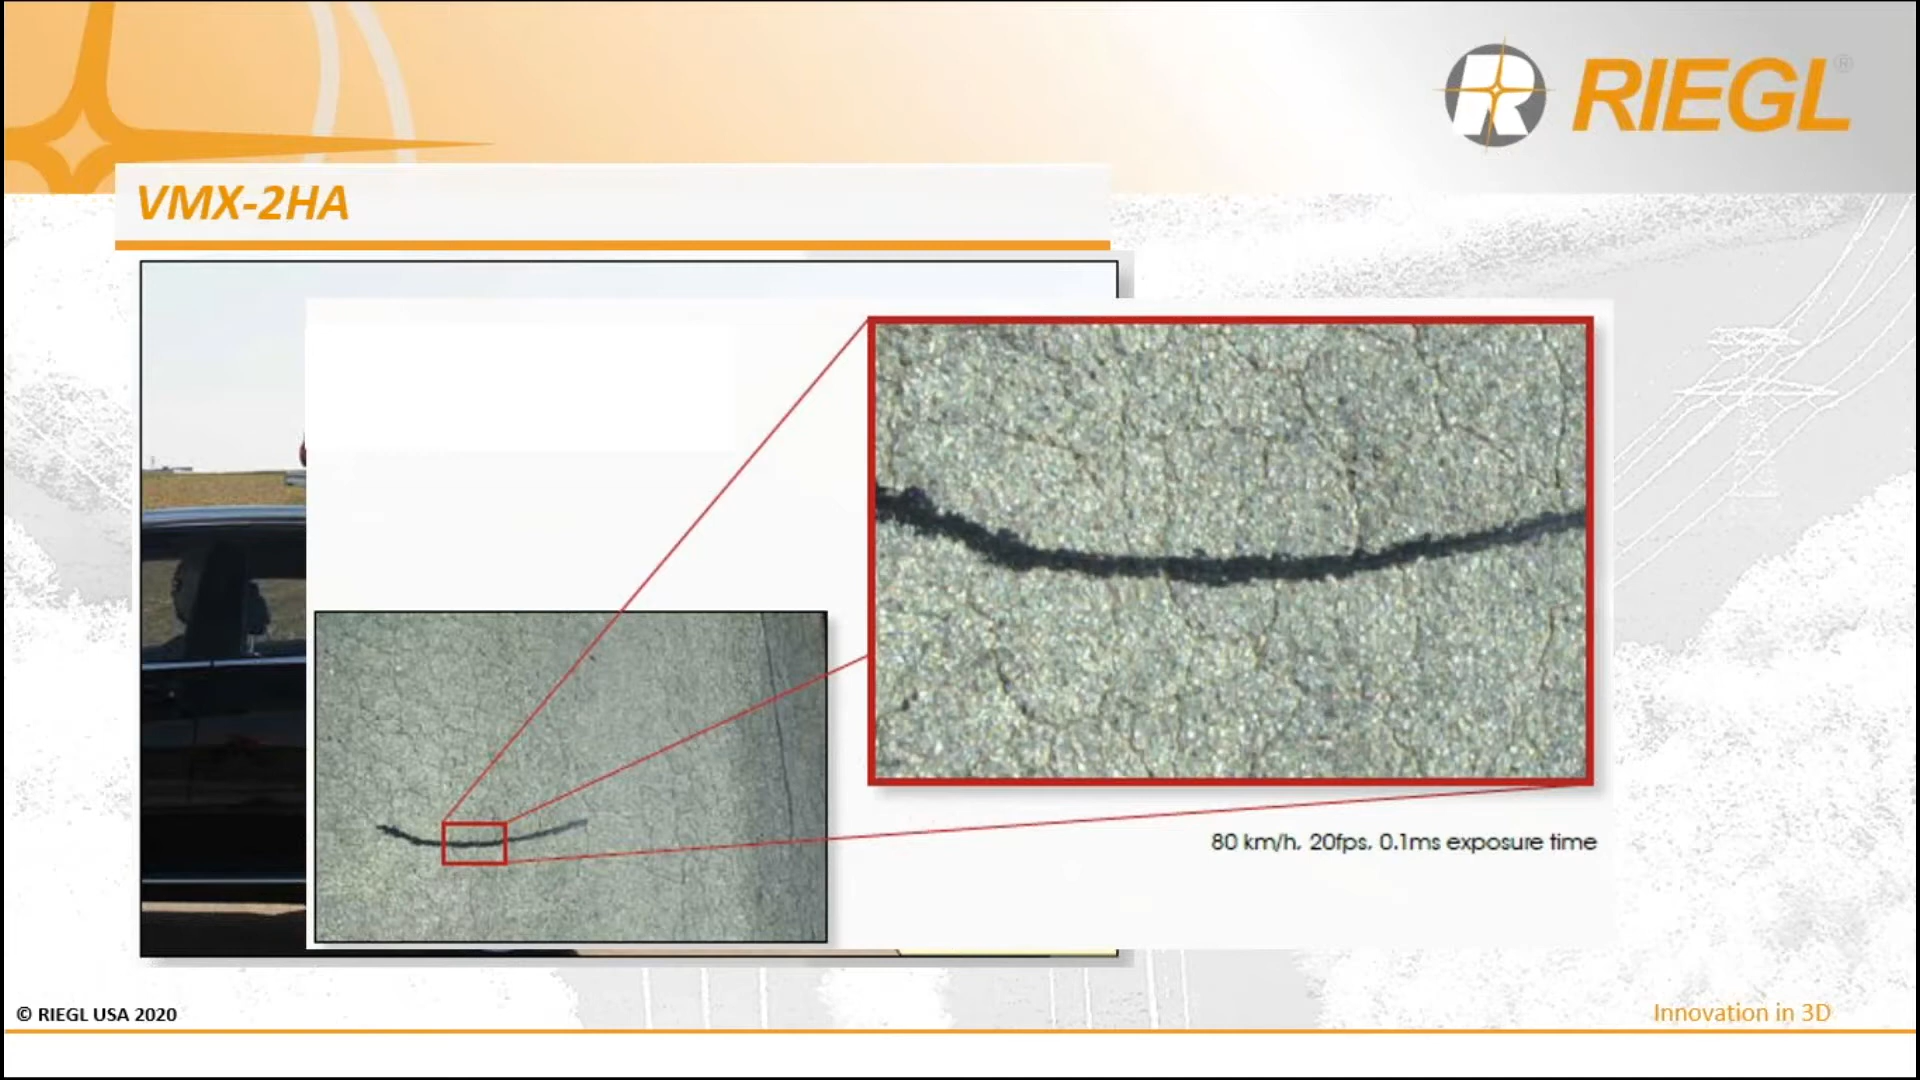 RIEGL®
VMX-2HA
80 km/h, 20fps, 0.1ms exposure time
© RIEGL USA 2020
Innovation in 3D